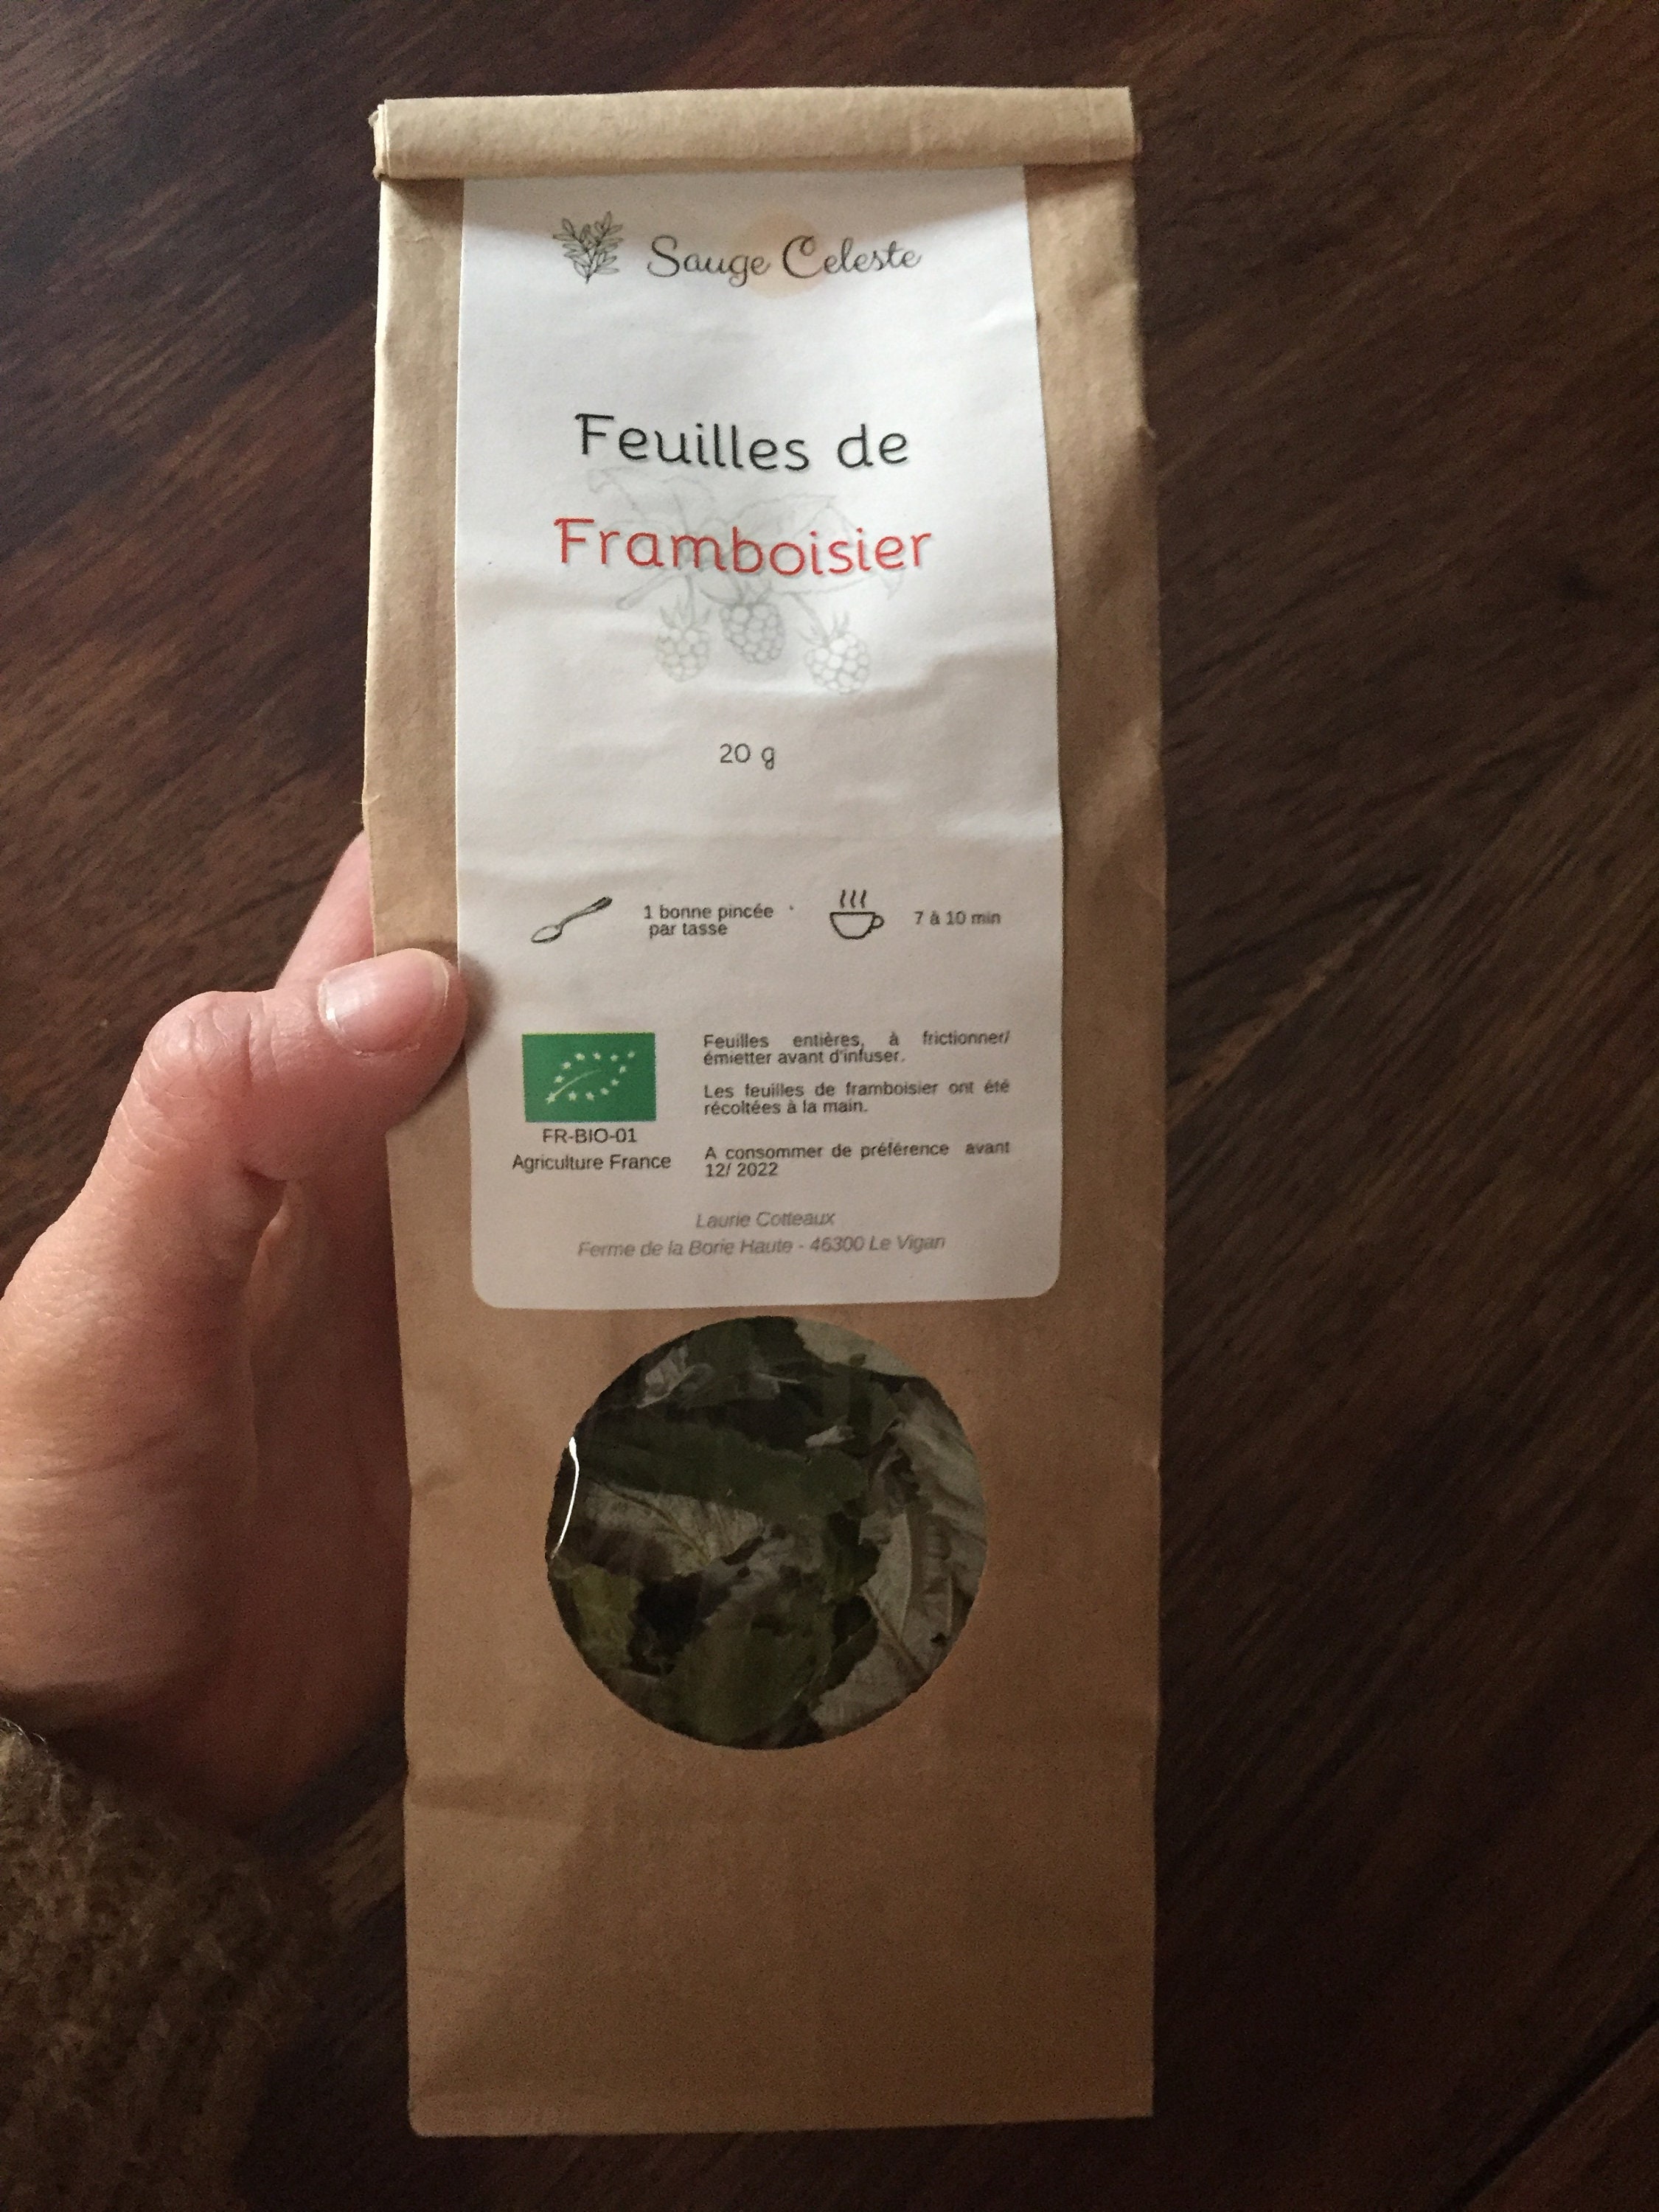 Sauge Celeste
Feuilles de
Framboisier
20 g
1 bonne pincée
par tasse
7 à 10 min
Feuilles entières, à frictionner/
émietter avant d'infuser.
Les feuilles de framboisier ont été
récoltées à la main.
FR-BIO-01
Agriculture France
A consommer de préférence avant
12/ 2022
Laurie Cotteaux
Ferme de la Borie Haute - 46300 Le Vigan